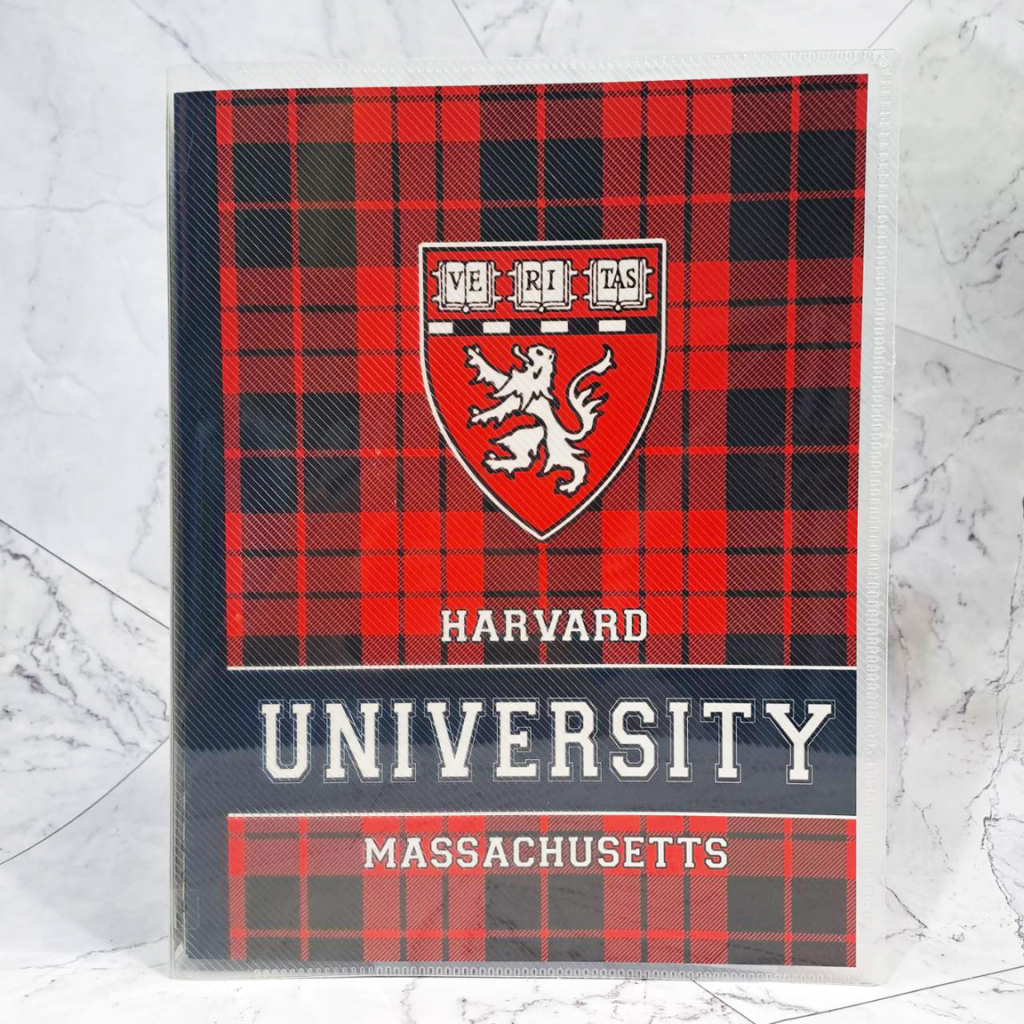 VE RI TAS
HARVARD
UNIVERSITY
MASSACHUSETTS